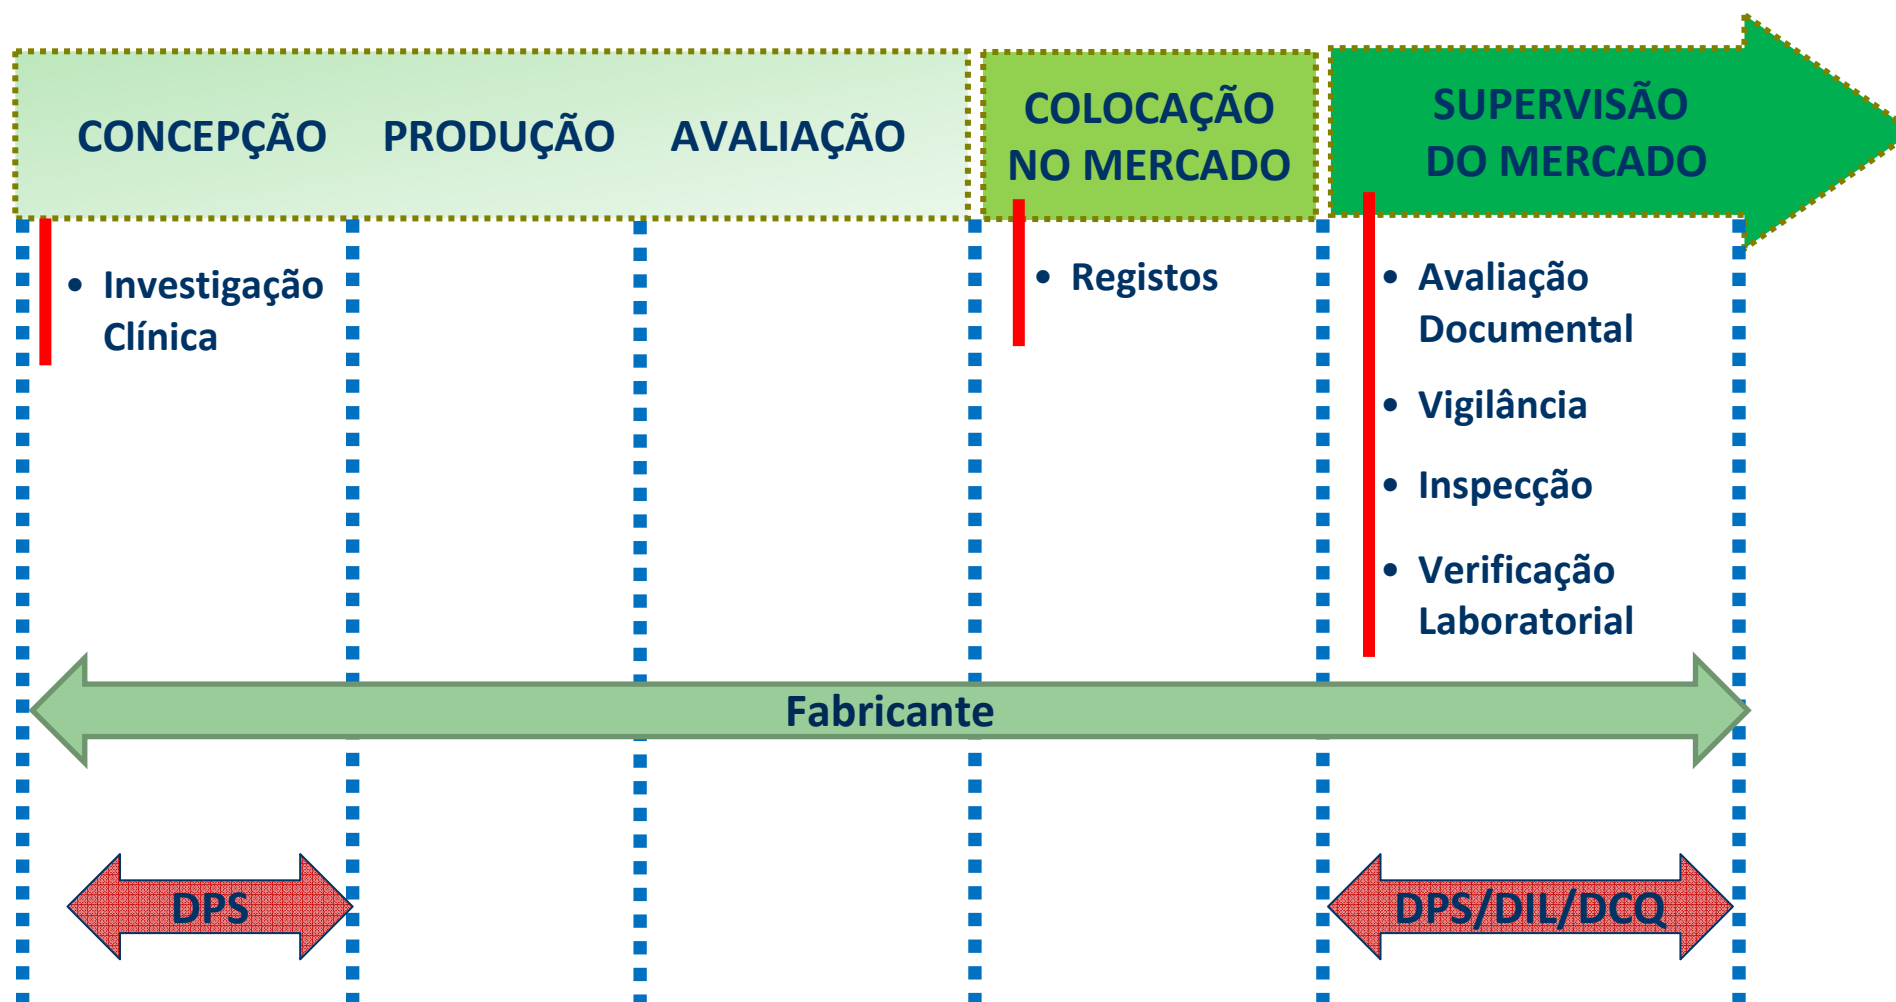 CONCEPÇÃO PRODUÇÃO AVALIAÇÃO
COLOCAÇÃO
NO MERCADO
SUPERVISÃO
DO MERCADO
• Investigação
Clínica
• Registos
• Avaliação
Documental
• Vigilância
• Inspecção
• Verificação
Laboratorial
Fabricante
DPS
DPS/DIL/DCQ